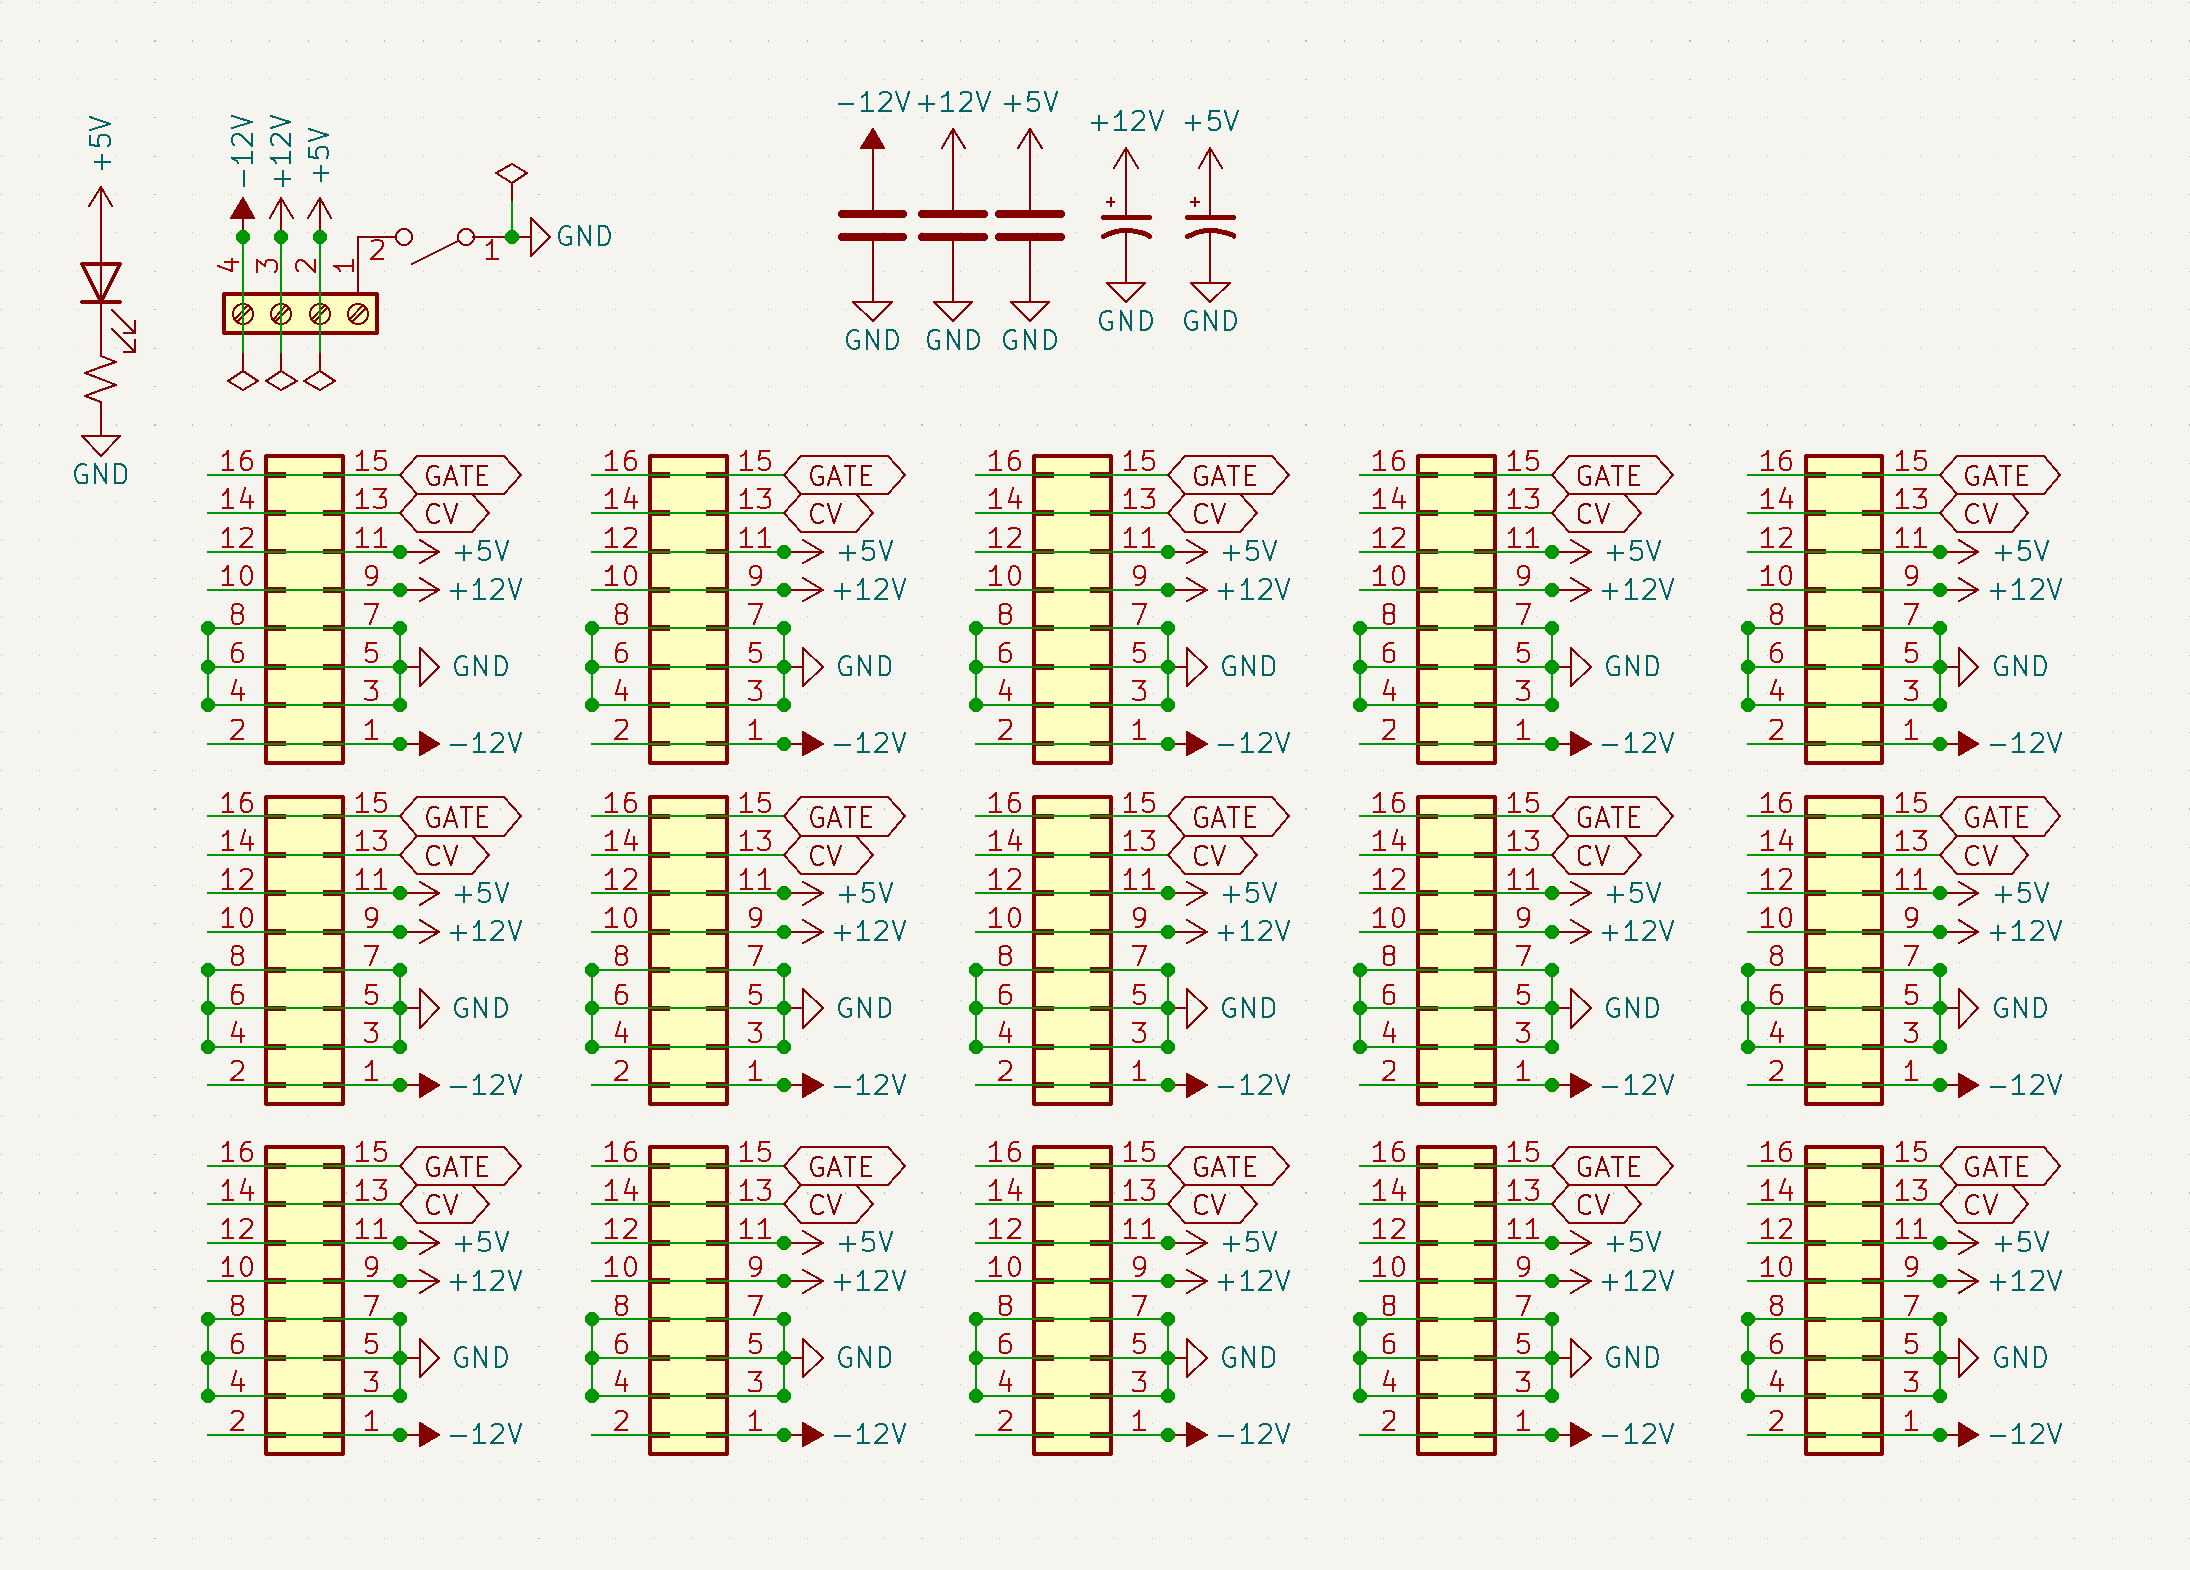 -12V +12V +5V
+12V +5V
+5V
-12V
+12V
+5V
4 3 2 1
2 1 GND
+ +
GND GND
GND GND GND
GND
16 15 GATE 16 15 GATE 16 15 GATE 16 15 GATE 16 15 GATE
14 13 CV 14 13 CV 14 13 CV 14 13 CV 14 13 CV
12 11 +5V 12 11 +5V 12 11 +5V 12 11 +5V 12 11 +5V
10 9 +12V 10 9 +12V 10 9 +12V 10 9 +12V 10 9 +12V
8 7 8 7 8 7 8 7 8 7
6 5 GND 6 5 GND 6 5 GND 6 5 GND 6 5 GND
4 3 4 3 4 3 4 3 4 3
2 1 -12V 2 1 -12V 2 1 -12V 2 1 -12V 2 1 -12V
16 15 GATE 16 15 GATE 16 15 GATE 16 15 GATE 16 15 GATE
14 13 CV 14 13 CV 14 13 CV 14 13 CV 14 13 CV
12 11 +5V 12 11 +5V 12 11 +5V 12 11 +5V 12 11 +5V
10 9 +12V 10 9 +12V 10 9 +12V 10 9 +12V 10 9 +12V
8 7 8 7 8 7 8 7 8 7
6 5 GND 6 5 GND 6 5 GND 6 5 GND 6 5 GND
4 3 4 3 4 3 4 3 4 3
2 1 -12V 2 1 -12V 2 1 -12V 2 1 -12V 2 1 -12V
16 15 GATE 16 15 GATE 16 15 GATE 16 15 GATE 16 15 GATE
14 13 CV 14 13 CV 14 13 CV 14 13 CV 14 13 CV
12 11 +5V 12 11 +5V 12 11 +5V 12 11 +5V 12 11 +5V
10 9 +12V 10 9 +12V 10 9 +12V 10 9 +12V 10 9 +12V
8 7 8 7 8 7 8 7 8 7
6 5 GND 6 5 GND 6 5 GND 6 5 GND 6 5 GND
4 3 4 3 4 3 4 3 4 3
2 1 -12V 2 1 -12V 2 1 -12V 2 1 -12V 2 1 -12V